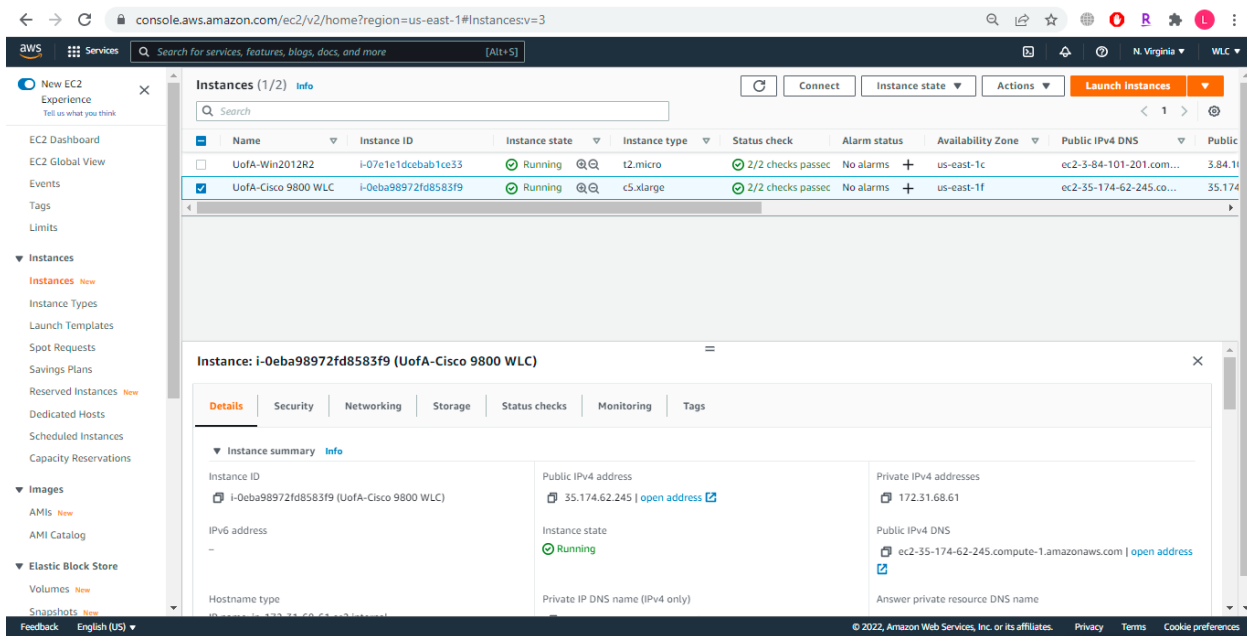 console.aws.amazon.com/ec2/v2/home?region=us-east-1#Instances:v=3
aws Services Search for services, features, blogs, docs, and more [Alt+S] N. Virginia ▼ WLC ▼
New EC2 Experience
Tell us what you think
EC2 Dashboard
EC2 Global View
Events
Tags
Limits
Instances
Instances New
Instance Types
Launch Templates
Spot Requests
Savings Plans
Reserved Instances New
Dedicated Hosts
Scheduled Instances
Capacity Reservations
Images
AMIs New
AMI Catalog
Elastic Block Store
Volumes New
Snapshots New
Instances (1/2) Info
Connect Instance state ▼ Actions ▼ Launch instances ▼
Search
1
Name Instance ID Instance state Instance type Status check Alarm status Availability Zone Public IPv4 DNS Public
UofA-Win2012R2 i-07e1e1dcebab1ce33 Running t2.micro 2/2 checks passed No alarms + us-east-1c ec2-3-84-101-201.com... 3.84.10
UofA-Cisco 9800 WLC i-0eba98972fd8583f9 Running c5.xlarge 2/2 checks passed No alarms + us-east-1f ec2-35-174-62-245.co... 35.174
Instance: i-0eba98972fd8583f9 (UofA-Cisco 9800 WLC)
Details Security Networking Storage Status checks Monitoring Tags
Instance summary Info
Instance ID
i-0eba98972fd8583f9 (UofA-Cisco 9800 WLC)
Public IPv4 address
35.174.62.245 | open address
Private IPv4 addresses
172.31.68.61
IPv6 address
–
Instance state
Running
Public IPv4 DNS
ec2-35-174-62-245.compute-1.amazonaws.com | open address
Hostname type
Private IP DNS name (IPv4 only)
Answer private resource DNS name
Feedback English (US) ▼ © 2022, Amazon Web Services, Inc. or its affiliates. Privacy Terms Cookie preferences